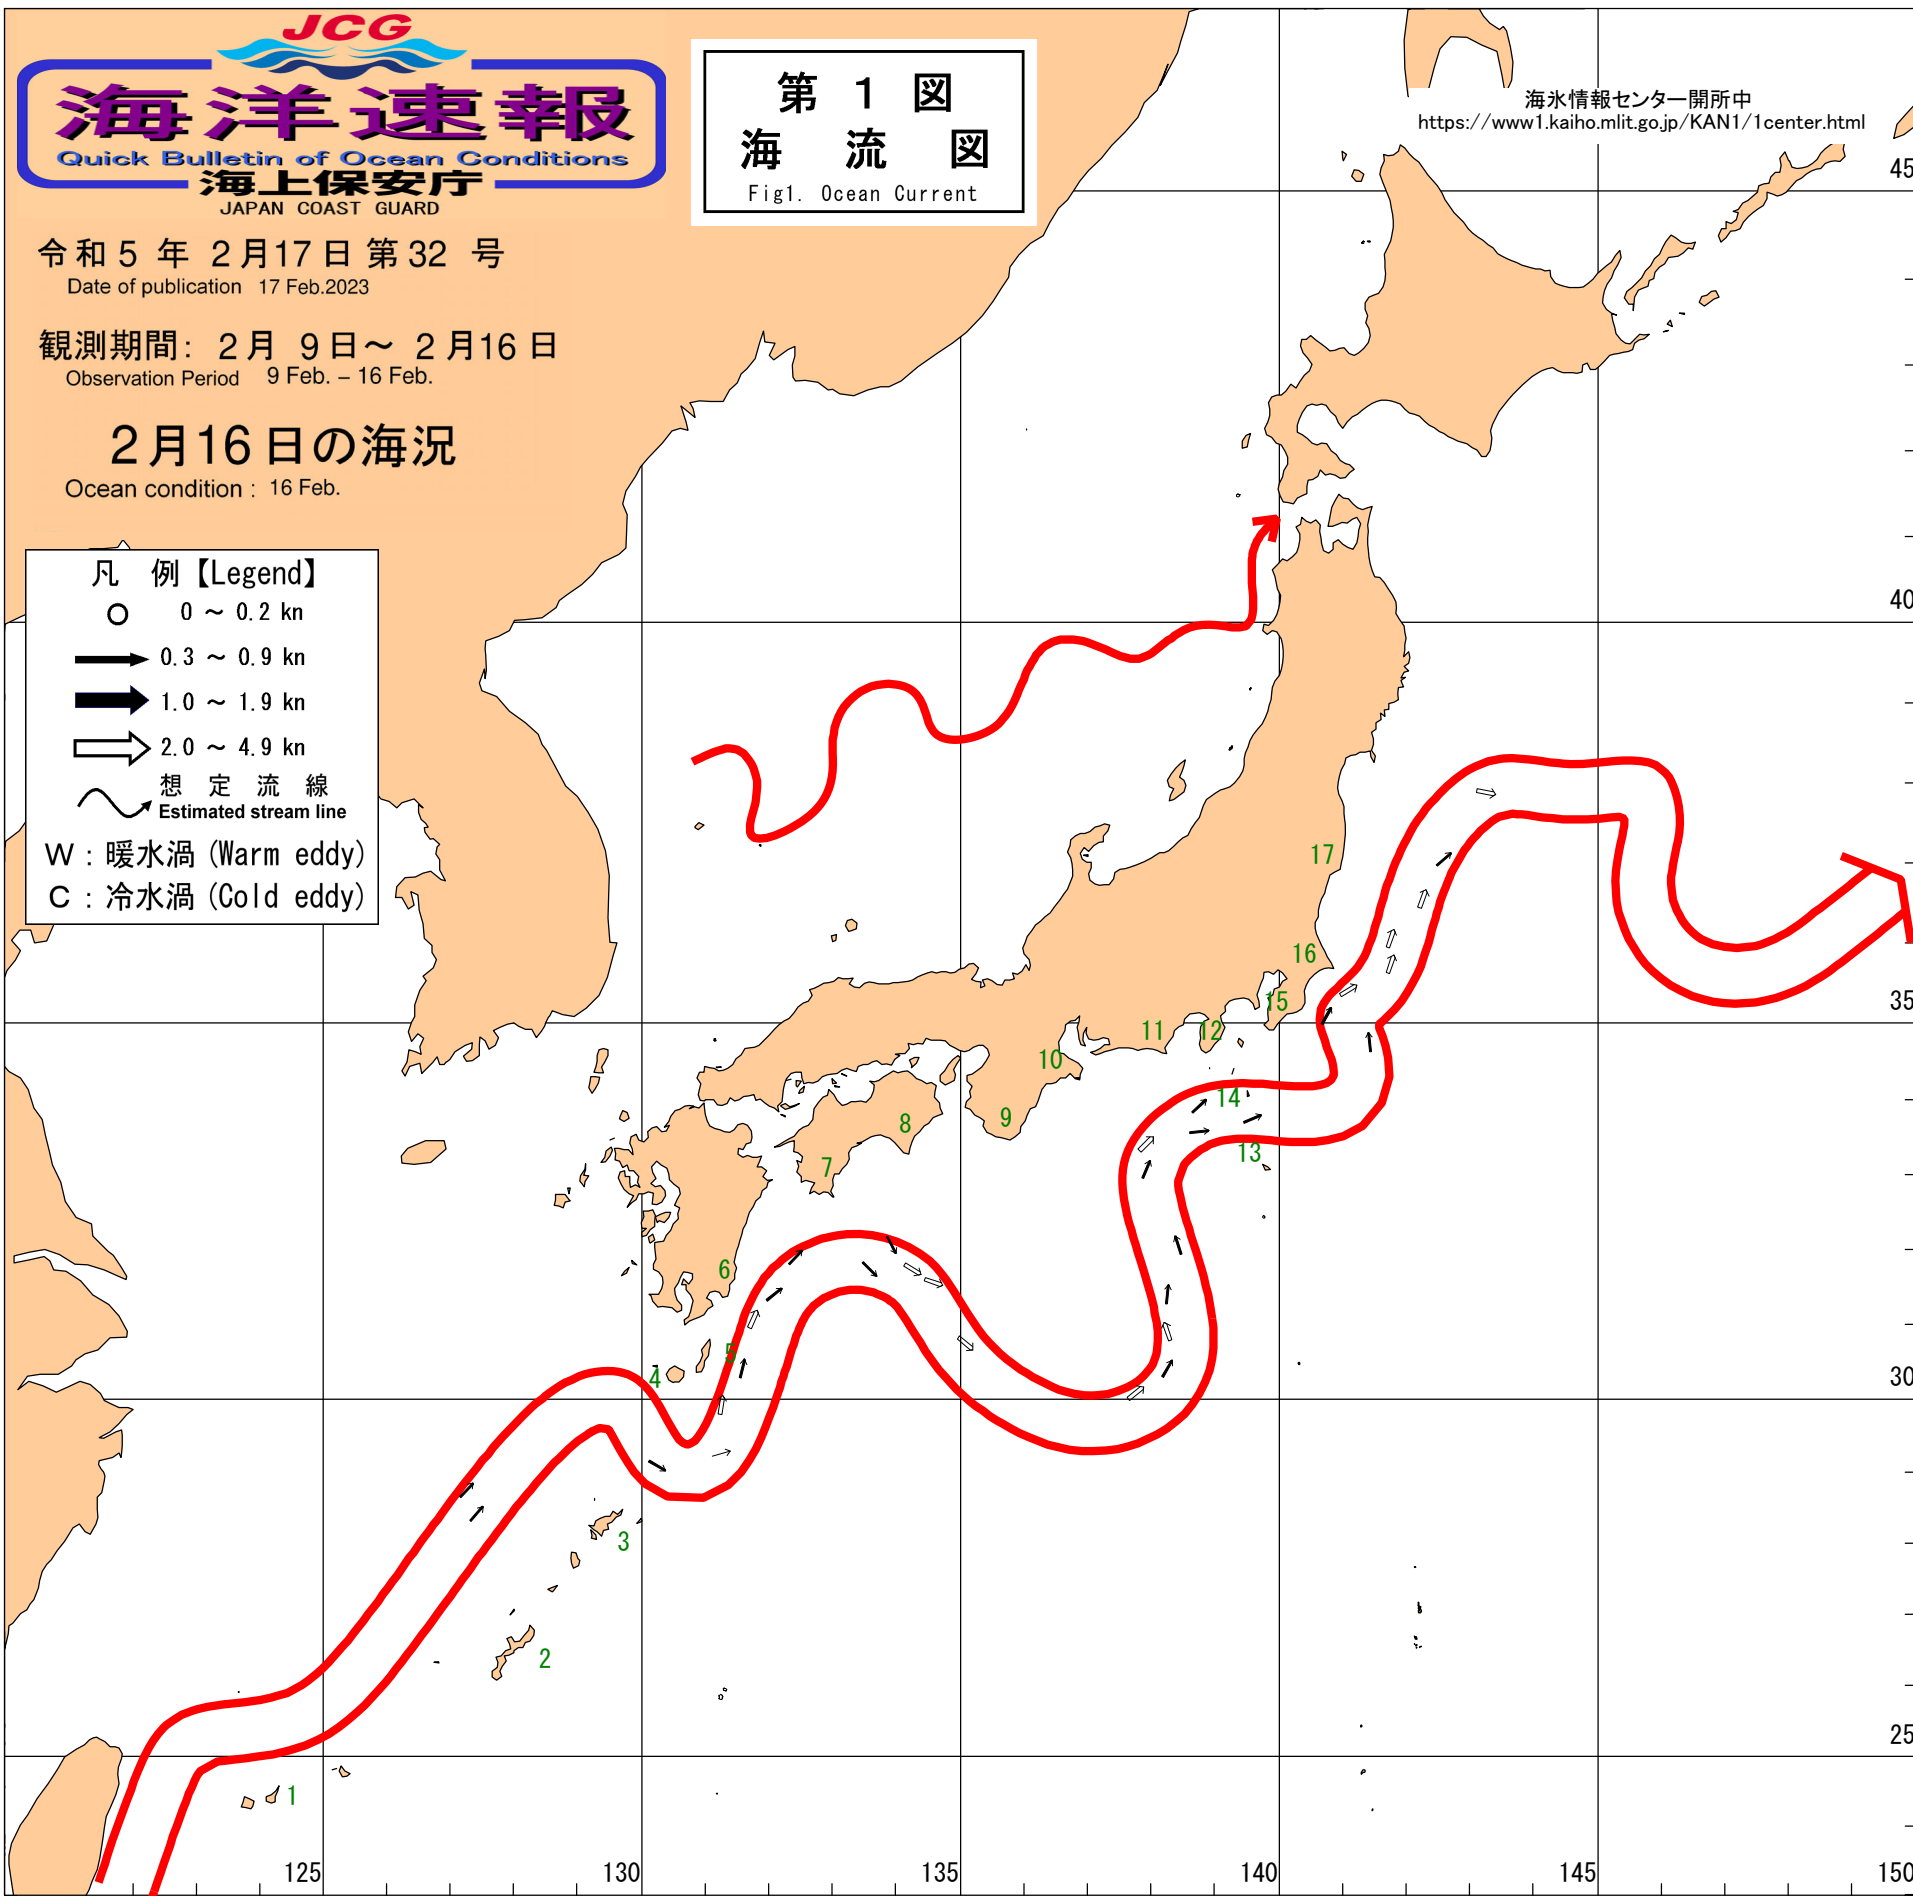 JCG
海洋速報
Quick Bulletin of Ocean Conditions
海上保安庁
JAPAN COAST GUARD
第 1 図
海 流 図
Fig1. Ocean Current
海氷情報センター開所中
https://www1.kaiho.mlit.go.jp/KAN1/1center.html
令和 5 年 2月17日 第32 号
Date of publication 17 Feb.2023
観測期間: 2月 9日～ 2月16日
Observation Period 9 Feb. – 16 Feb.
2月16日の海況
Ocean condition : 16 Feb.
凡 例【Legend】
0 ～ 0.2 kn
0.3 ～ 0.9 kn
1.0 ～ 1.9 kn
2.0 ～ 4.9 kn
想 定 流 線
Estimated stream line
W : 暖水渦 (Warm eddy)
C : 冷水渦 (Cold eddy)
45
40
17
16
35
15
11
12
10
14
9
8
13
7
6
5
4
30
3
2
25
1
125
130
135
140
145
150